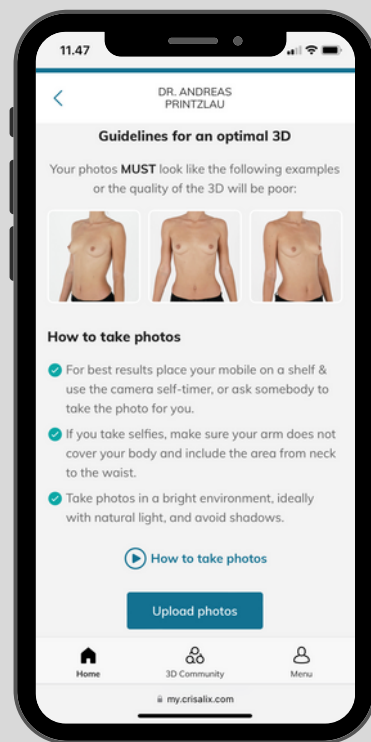 11.47
DR. ANDREAS
PRINTZLAU
Guidelines for an optimal 3D
Your photos MUST look like the following examples
or the quality of the 3D will be poor:
How to take photos
For best results place your mobile on a shelf &
use the camera self-timer, or ask somebody to
take the photo for you.
If you take selfies, make sure your arm does not
cover your body and include the area from neck
to the waist.
Take photos in a bright environment, ideally
with natural light, and avoid shadows.
How to take photos
Upload photos
Home
3D Community
Menu
my.crisalix.com